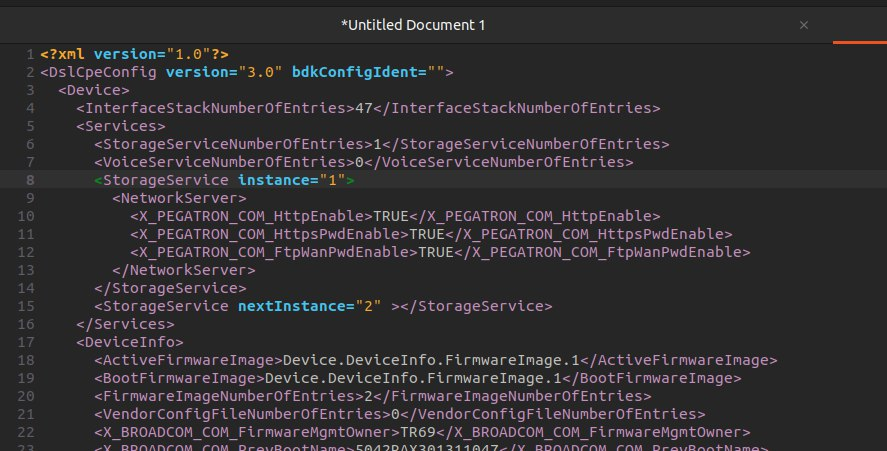 *Untitled Document 1 ×
1 <?xml version="1.0"?>
2 <DslCpeConfig version="3.0" bdkConfigIdent="">
3 <Device>
4 <InterfaceStackNumberOfEntries>47</InterfaceStackNumberOfEntries>
5 <Services>
6 <StorageServiceNumberOfEntries>1</StorageServiceNumberOfEntries>
7 <VoiceServiceNumberOfEntries>0</VoiceServiceNumberOfEntries>
8 <StorageService instance="1">
9 <NetworkServer>
10 <X_PEGATRON_COM_HttpEnable>TRUE</X_PEGATRON_COM_HttpEnable>
11 <X_PEGATRON_COM_HttpsPwdEnable>TRUE</X_PEGATRON_COM_HttpsPwdEnable>
12 <X_PEGATRON_COM_FtpWanPwdEnable>TRUE</X_PEGATRON_COM_FtpWanPwdEnable>
13 </NetworkServer>
14 </StorageService>
15 <StorageService nextInstance="2" ></StorageService>
16 </Services>
17 <DeviceInfo>
18 <ActiveFirmwareImage>Device.DeviceInfo.FirmwareImage.1</ActiveFirmwareImage>
19 <BootFirmwareImage>Device.DeviceInfo.FirmwareImage.1</BootFirmwareImage>
20 <FirmwareImageNumberOfEntries>2</FirmwareImageNumberOfEntries>
21 <VendorConfigFileNumberOfEntries>0</VendorConfigFileNumberOfEntries>
22 <X_BROADCOM_COM_FirmwareMgmtOwner>TR69</X_BROADCOM_COM_FirmwareMgmtOwner>
23 <X_BROADCOM_COM_PrevBootName>